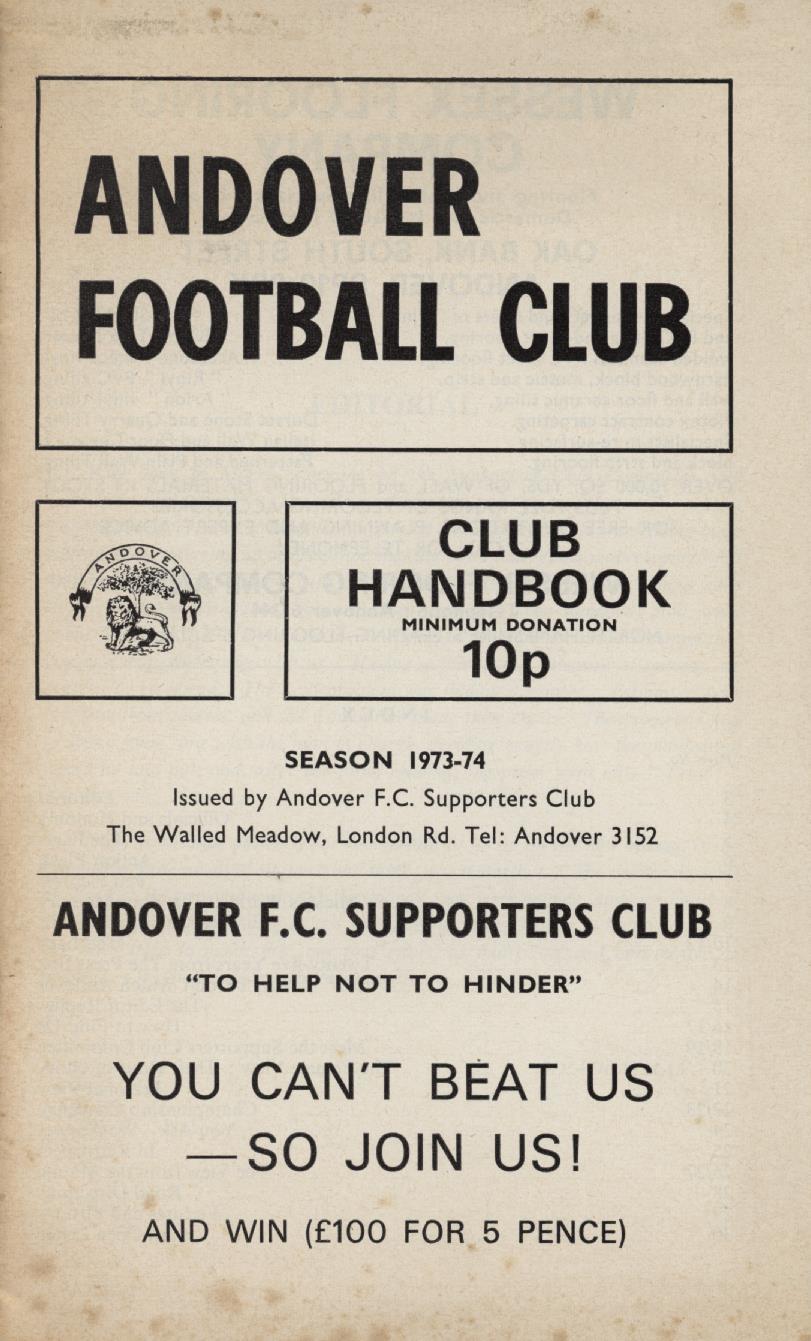 ANDOVER
FOOTBALL CLUB
ANDOVER
CLUB
HANDBOOK
MINIMUM DONATION
10p
SEASON 1973-74
Issued by Andover F.C. Supporters Club
The Walled Meadow, London Rd. Tel: Andover 3152
ANDOVER F.C. SUPPORTERS CLUB
“TO HELP NOT TO HINDER”
YOU CAN'T BEAT US
—SO JOIN US!
AND WIN (£100 FOR 5 PENCE)